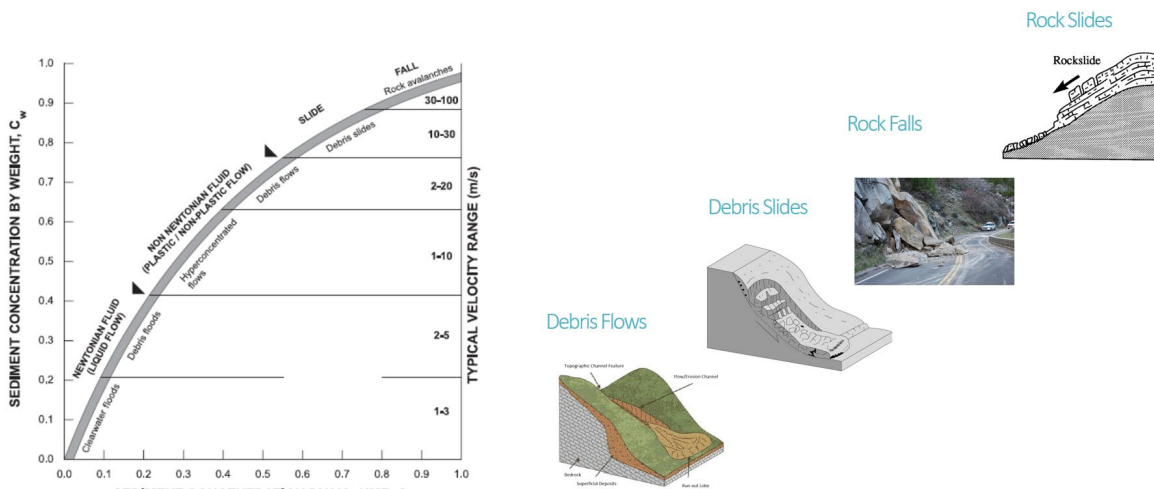 Rock Slides
Rockslide
Rock Falls
Debris Slides
Debris Flows
Topographic Channel Feature
Flow/Erosion Channel
Bedrock
Superficial Deposits
Run out Lobe
SEDIMENT CONCENTRATION BY WEIGHT, Cw
1.0
0.9
0.8
0.7
0.6
0.5
0.4
0.3
0.2
0.1
0.0
0.0 0.1 0.2 0.3 0.4 0.5 0.6 0.7 0.8 0.9 1.0
FALL
Rock avalanches
SLIDE
Debris slides
NON NEWTONIAN FLUID
(PLASTIC / NON-PLASTIC FLOW)
Debris flows
Hyperconcentrated
flows
NEWTONIAN FLUID
(LIQUID FLOW)
Debris floods
Clearwater floods
30-100
10-30
2-20
1-10
2-5
1-3
TYPICAL VELOCITY RANGE (m/s)